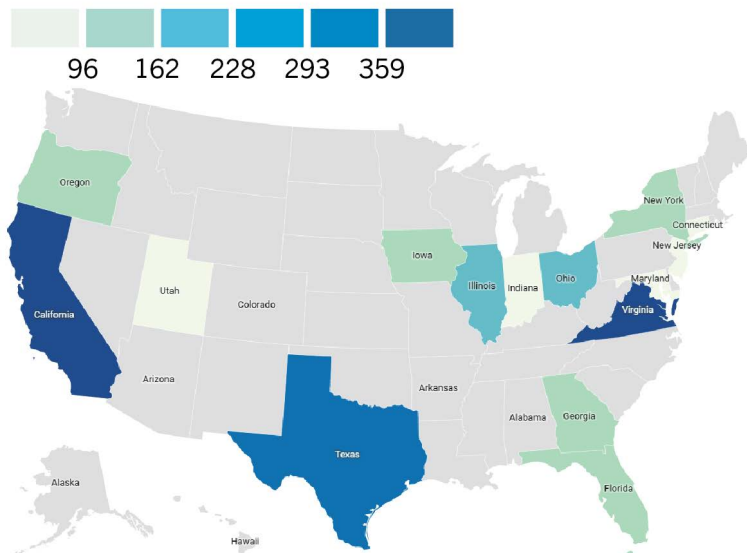 96 162 228 293 359
Oregon
New York
Connecticut
Iowa
New Jersey
Utah
Illinois
Indiana
Ohio
Maryland
Colorado
California
Virginia
Arizona
Arkansas
Alabama
Georgia
Texas
Alaska
Florida
Hawaii